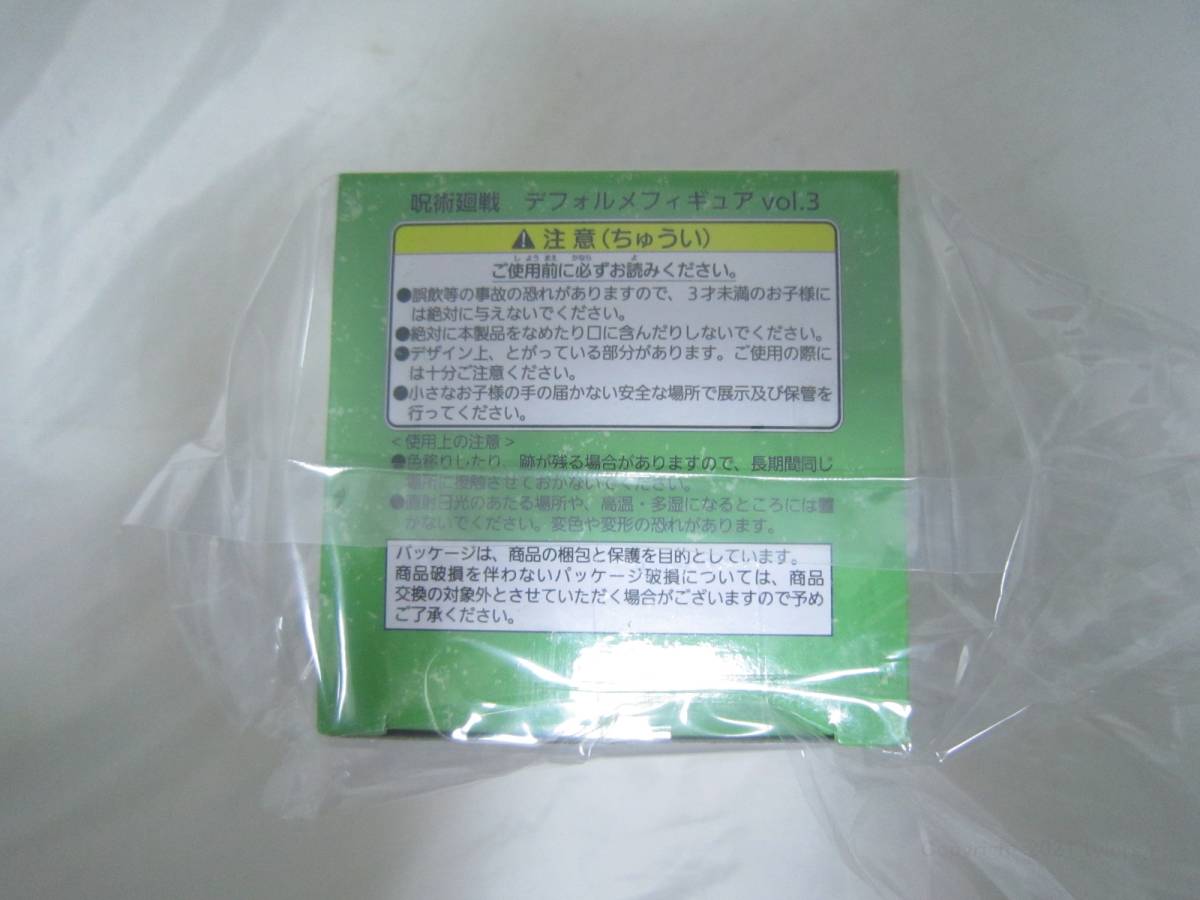 呪術廻戦 デフォルメフィギュア vol.3
注意(ちゅうい)
しようまえ かなら よ
ご使用前に必ずお読みください。
●誤飲等の事故の恐れがありますので、3才未満のお子様に
は絶対に与えないでください。
●絶対に本製品をなめたり口に含んだりしないでください。
●デザイン上、とがっている部分があります。ご使用の際に
は十分ご注意ください。
●小さなお子様の手の届かない安全な場所で展示及び保管を
行ってください。
<使用上の注意>
●色移りしたり、跡が残る場合がありますので、長期間同じ
場所に接触させておかないでください。
●直射日光のあたる場所や、高温・多湿になるところには置
かないでください。変色や変形の恐れがあります。
パッケージは、商品の梱包と保護を目的としています。
商品破損を伴わないパッケージ破損については、商品
交換の対象外とさせていただく場合がございますので予め
ご了承ください。